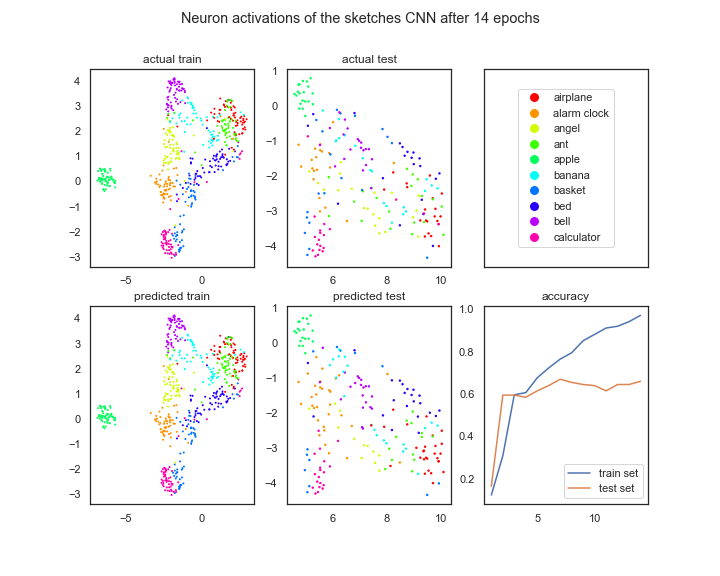 Neuron activations of the sketches CNN after 14 epochs
actual train
4
3
2
1
0
−1
−2
−3
−5
0
actual test
1
0
−1
−2
−3
−4
6
8
10
airplane
alarm clock
angel
ant
apple
banana
basket
bed
bell
calculator
predicted train
4
3
2
1
0
−1
−2
−3
−5
0
predicted test
1
0
−1
−2
−3
−4
6
8
10
accuracy
1.0
0.8
0.6
0.4
0.2
5
10
train set
test set